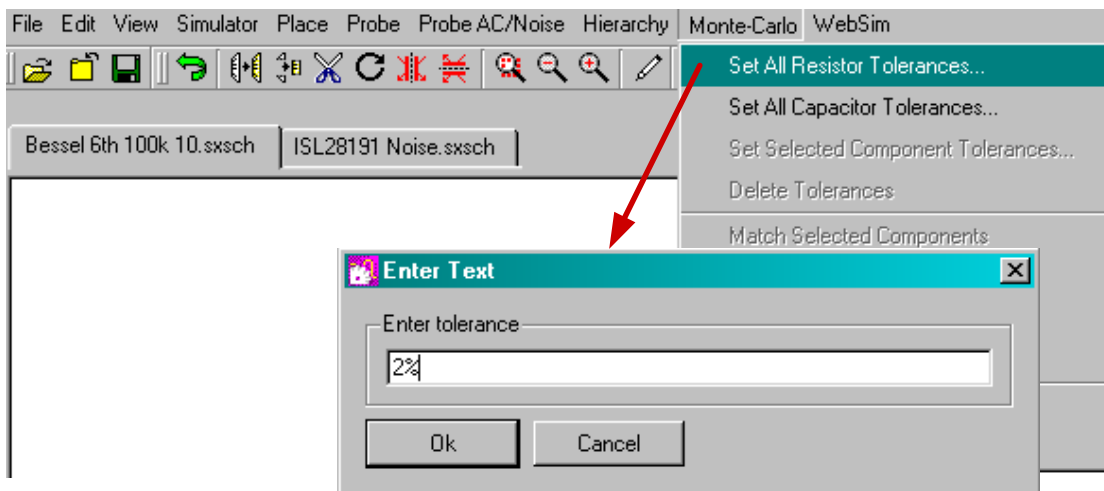 File Edit View Simulator Place Probe Probe AC/Noise Hierarchy Monte-Carlo WebSim
Set All Resistor Tolerances...
Set All Capacitor Tolerances...
Bessel 6th 100k 10.sxsch ISL28191 Noise.sxsch
Set Selected Component Tolerances...
Delete Tolerances
Match Selected Components
Enter Text
Enter tolerance
2%
Ok Cancel